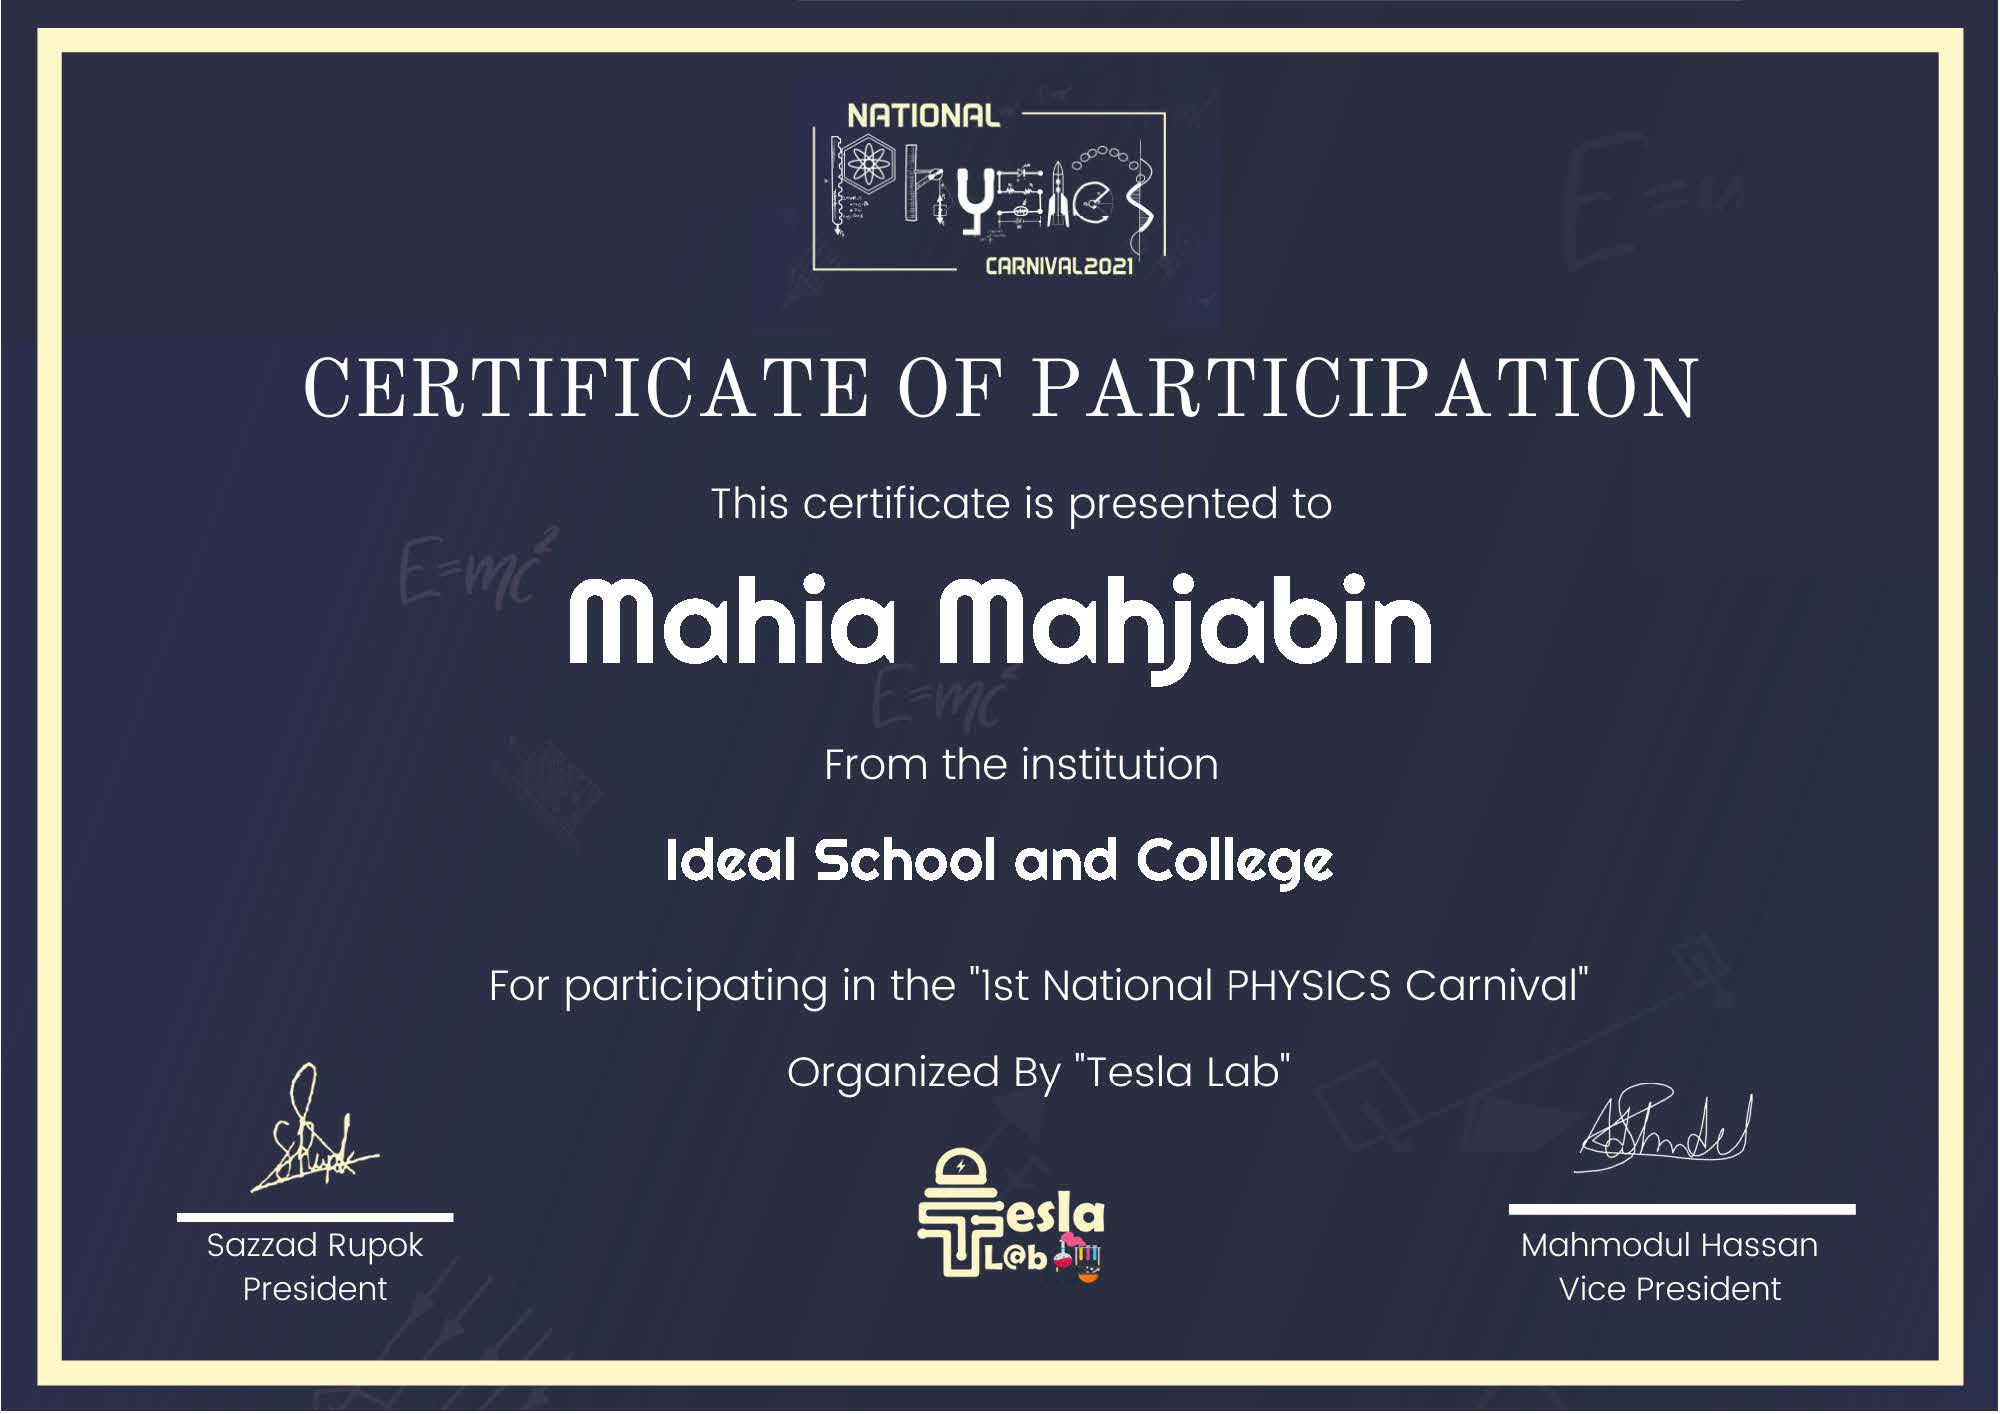 NATIONAL
Physics
CARNIVAL2021
CERTIFICATE OF PARTICIPATION
This certificate is presented to
E=mc²
Mahia Mahjabin
E=mc²
From the institution
Ideal School and College
For participating in the "1st National PHYSICS Carnival"
Organized By "Tesla Lab"
Tesla
L@b
Sazzad Rupok
President
Mahmodul Hassan
Vice President